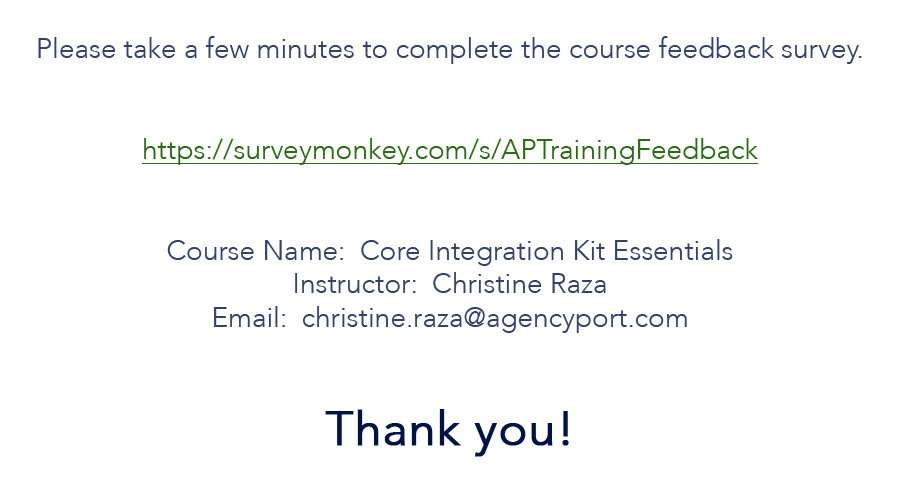 Please take a few minutes to complete the course feedback survey.
https://surveymonkey.com/s/APTrainingFeedback
Course Name:  Core Integration Kit Essentials
Instructor:  Christine Raza
Email:  christine.raza@agencyport.com
Thank you!